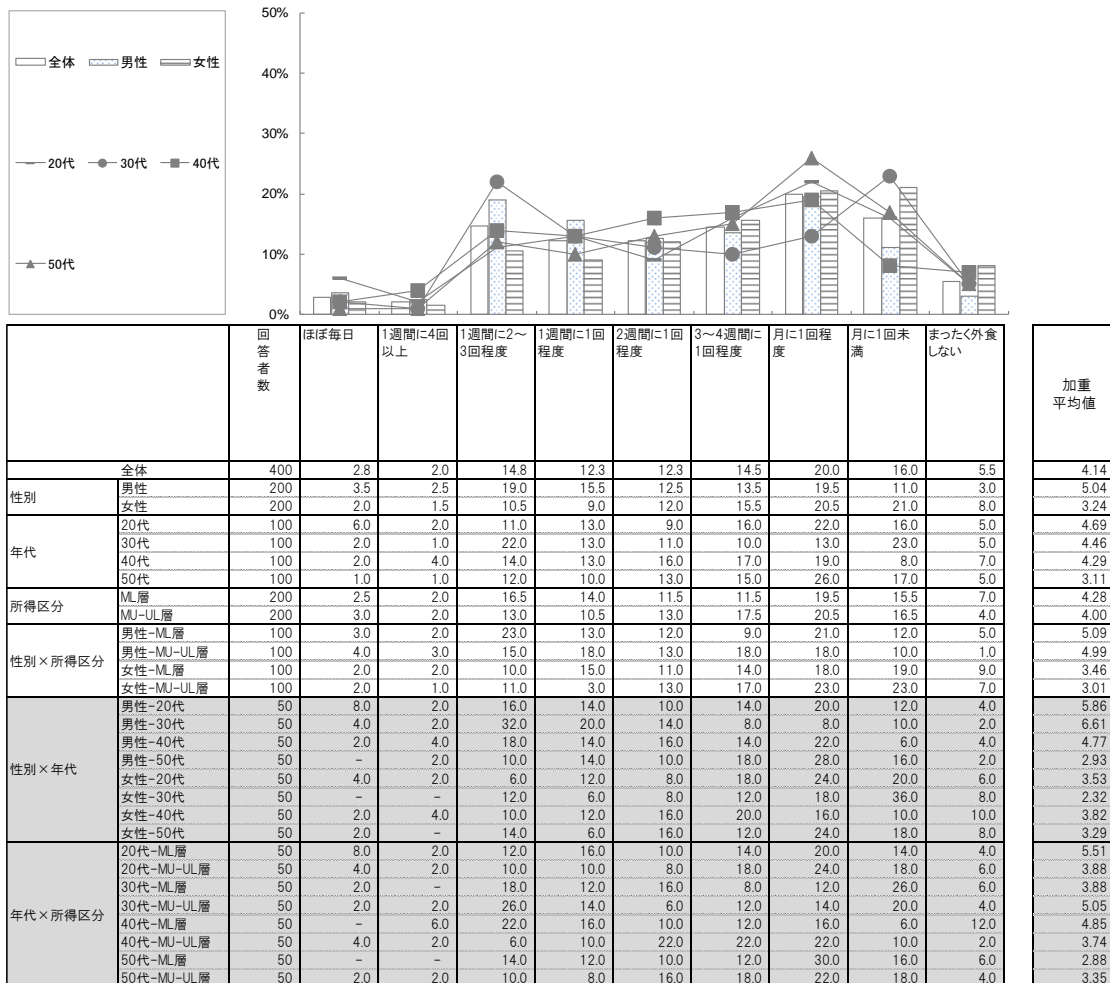 50%
40%
30%
20%
10%
0%
全体 男性 女性
20代 30代 40代
50代
回答者数 ほぼ毎日 1週間に4回以上 1週間に2～3回程度 1週間に1回程度 2週間に1回程度 3～4週間に1回程度 月に1回程度 月に1回未満 まったく外食しない 加重平均値
全体 400 2.8 2.0 14.8 12.3 12.3 14.5 20.0 16.0 5.5 4.14
性別 男性 200 3.5 2.5 19.0 15.5 12.5 13.5 19.5 11.0 3.0 5.04
女性 200 2.0 1.5 10.5 9.0 12.0 15.5 20.5 21.0 8.0 3.24
年代 20代 100 6.0 2.0 11.0 13.0 9.0 16.0 22.0 16.0 5.0 4.69
30代 100 2.0 1.0 22.0 13.0 11.0 10.0 13.0 23.0 5.0 4.46
40代 100 2.0 4.0 14.0 13.0 16.0 17.0 19.0 8.0 7.0 4.29
50代 100 1.0 1.0 12.0 10.0 13.0 15.0 26.0 17.0 5.0 3.11
所得区分 ML層 200 2.5 2.0 16.5 14.0 11.5 11.5 19.5 15.5 7.0 4.28
MU-UL層 200 3.0 2.0 13.0 10.5 13.0 17.5 20.5 16.5 4.0 4.00
性別×所得区分 男性-ML層 100 3.0 2.0 23.0 13.0 12.0 9.0 21.0 12.0 5.0 5.09
男性-MU-UL層 100 4.0 3.0 15.0 18.0 13.0 18.0 18.0 10.0 1.0 4.99
女性-ML層 100 2.0 2.0 10.0 15.0 11.0 14.0 18.0 19.0 9.0 3.46
女性-MU-UL層 100 2.0 1.0 11.0 3.0 13.0 17.0 23.0 23.0 7.0 3.01
性別×年代 男性-20代 50 8.0 2.0 16.0 14.0 10.0 14.0 20.0 12.0 4.0 5.86
男性-30代 50 4.0 2.0 32.0 20.0 14.0 8.0 8.0 10.0 2.0 6.61
男性-40代 50 2.0 4.0 18.0 14.0 16.0 14.0 22.0 6.0 4.0 4.77
男性-50代 50 - 2.0 10.0 14.0 10.0 18.0 28.0 16.0 2.0 2.93
女性-20代 50 4.0 2.0 6.0 12.0 8.0 18.0 24.0 20.0 6.0 3.53
女性-30代 50 - - 12.0 6.0 8.0 12.0 18.0 36.0 8.0 2.32
女性-40代 50 2.0 4.0 10.0 12.0 16.0 20.0 16.0 10.0 10.0 3.82
女性-50代 50 2.0 - 14.0 6.0 16.0 12.0 24.0 18.0 8.0 3.29
年代×所得区分 20代-ML層 50 8.0 2.0 12.0 16.0 10.0 14.0 20.0 14.0 4.0 5.51
20代-MU-UL層 50 4.0 2.0 10.0 10.0 8.0 18.0 24.0 18.0 6.0 3.88
30代-ML層 50 2.0 - 18.0 12.0 16.0 8.0 12.0 26.0 6.0 3.88
30代-MU-UL層 50 2.0 2.0 26.0 14.0 6.0 12.0 14.0 20.0 4.0 5.05
40代-ML層 50 - 6.0 22.0 16.0 10.0 12.0 16.0 6.0 12.0 4.85
40代-MU-UL層 50 4.0 2.0 6.0 10.0 22.0 22.0 22.0 10.0 2.0 3.74
50代-ML層 50 - - 14.0 12.0 10.0 12.0 30.0 16.0 6.0 2.88
50代-MU-UL層 50 2.0 2.0 10.0 8.0 16.0 18.0 22.0 18.0 4.0 3.35